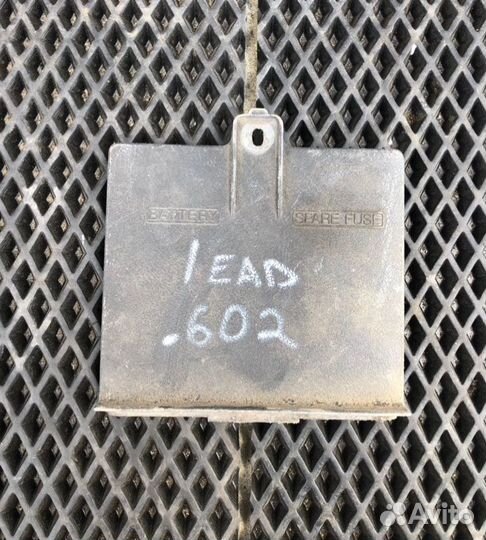 BATTERY SPARE FUSE
LEAD
.602
Avito